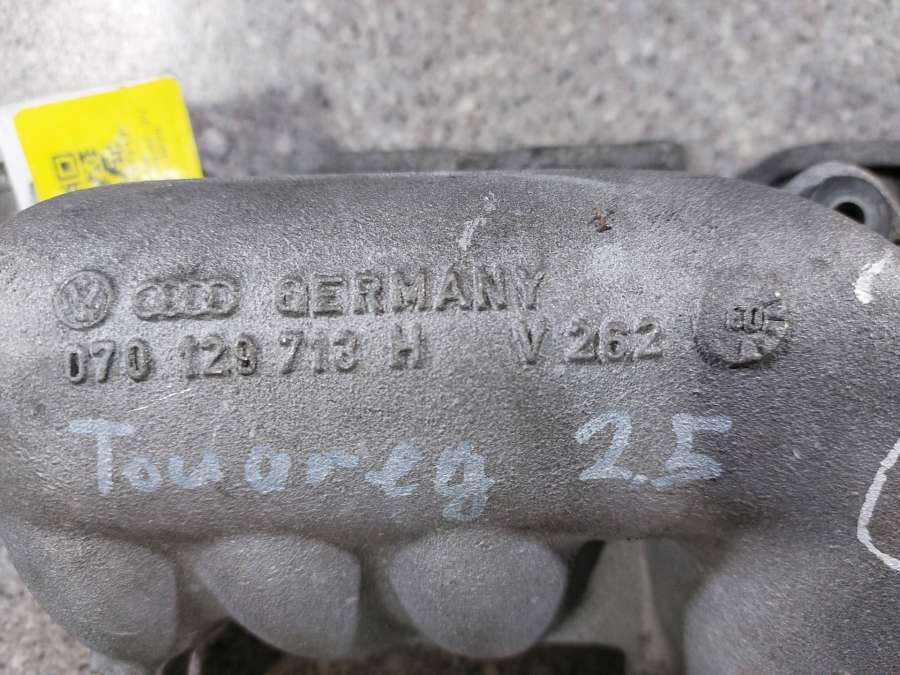 GERMANY
070 129 713 H V 262
Touareg 2.5